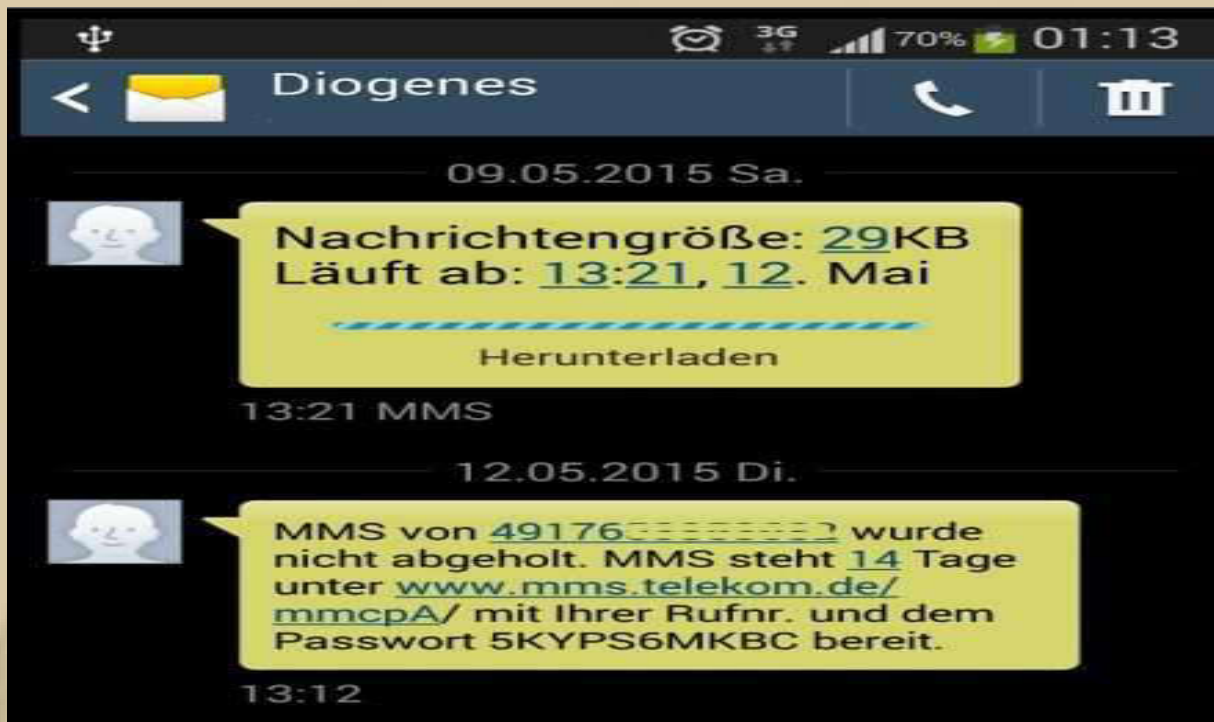 3G 70% 01:13
Diogenes
09.05.2015 Sa.
Nachrichtengröße: 29KB
Läuft ab: 13:21, 12. Mai
Herunterladen
13:21 MMS
12.05.2015 Di.
MMS von 49176 wurde
nicht abgeholt. MMS steht 14 Tage
unter www.mms.telekom.de/
mmcpA/ mit Ihrer Rufnr. und dem
Passwort 5KYPS6MKBC bereit.
13:12